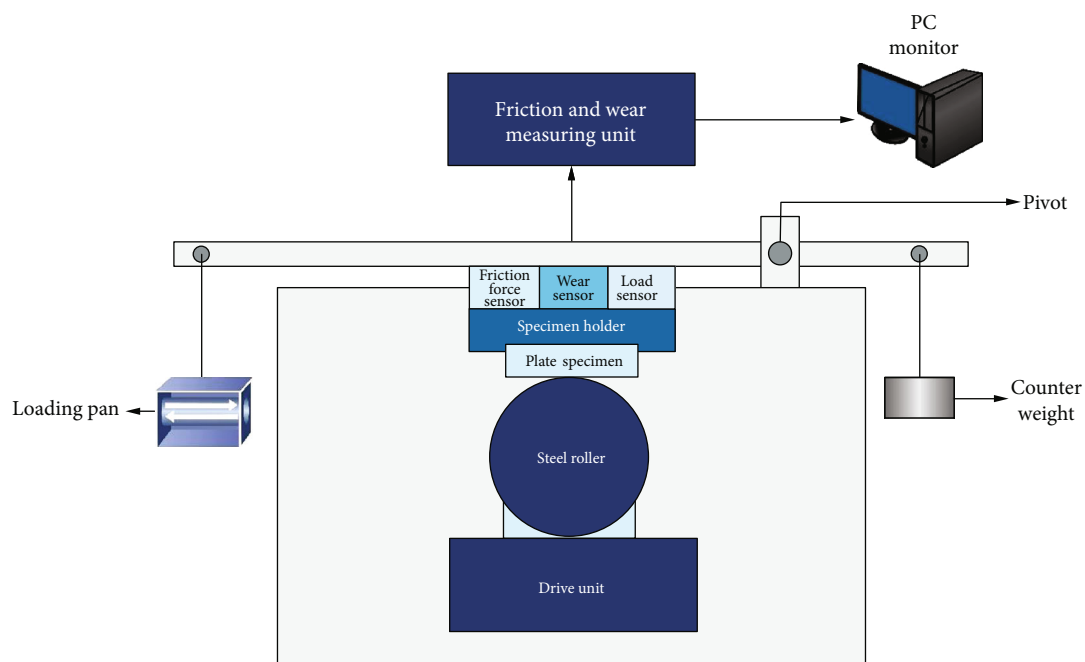 PC
monitor
Friction and wear
measuring unit
Pivot
Friction
force
sensor
Wear
sensor
Load
sensor
Specimen holder
Plate specimen
Loading pan
Counter
weight
Steel roller
Drive unit